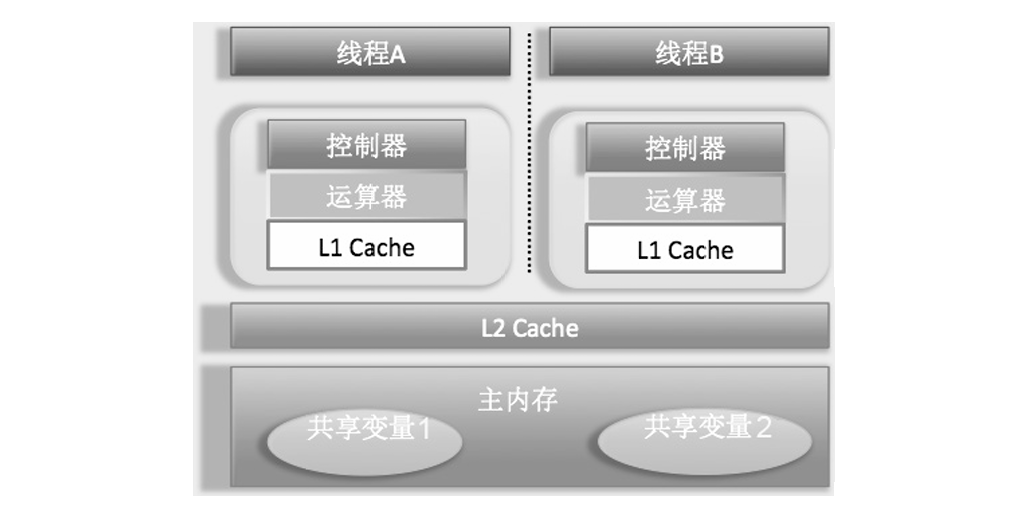 线程A
线程B
控制器
运算器
L1 Cache
控制器
运算器
L1 Cache
L2 Cache
主内存
共享变量1
共享变量2